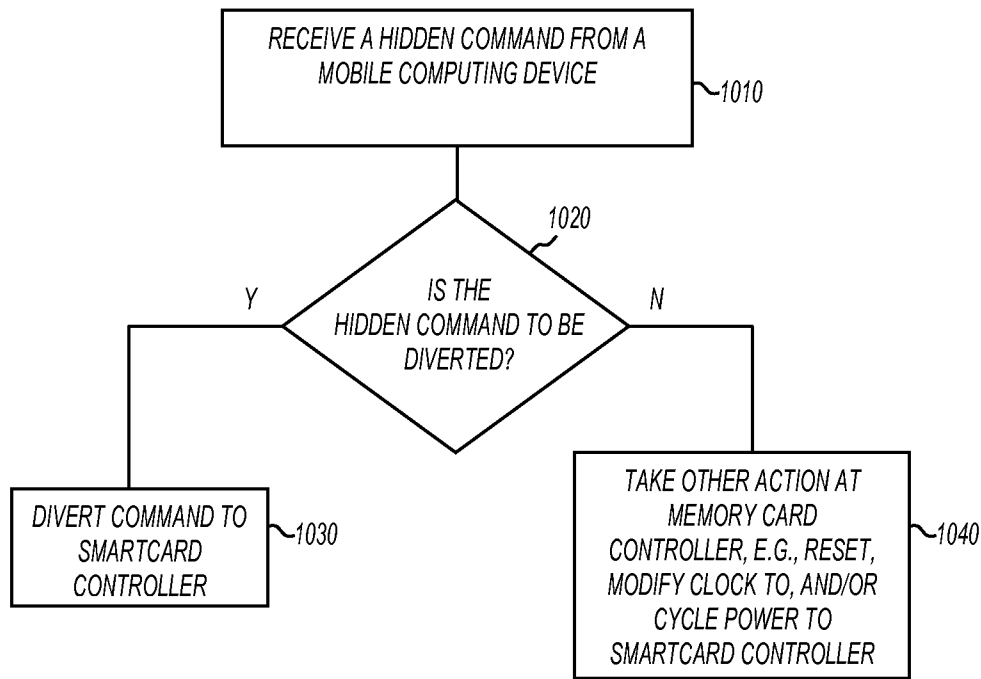 RECEIVE A HIDDEN COMMAND FROM A
MOBILE COMPUTING DEVICE
1010
1020
IS THE
HIDDEN COMMAND TO BE
DIVERTED?
Y
N
DIVERT COMMAND TO
SMARTCARD
CONTROLLER
1030
TAKE OTHER ACTION AT
MEMORY CARD
CONTROLLER, E.G., RESET,
MODIFY CLOCK TO, AND/OR
CYCLE POWER TO
SMARTCARD CONTROLLER
1040